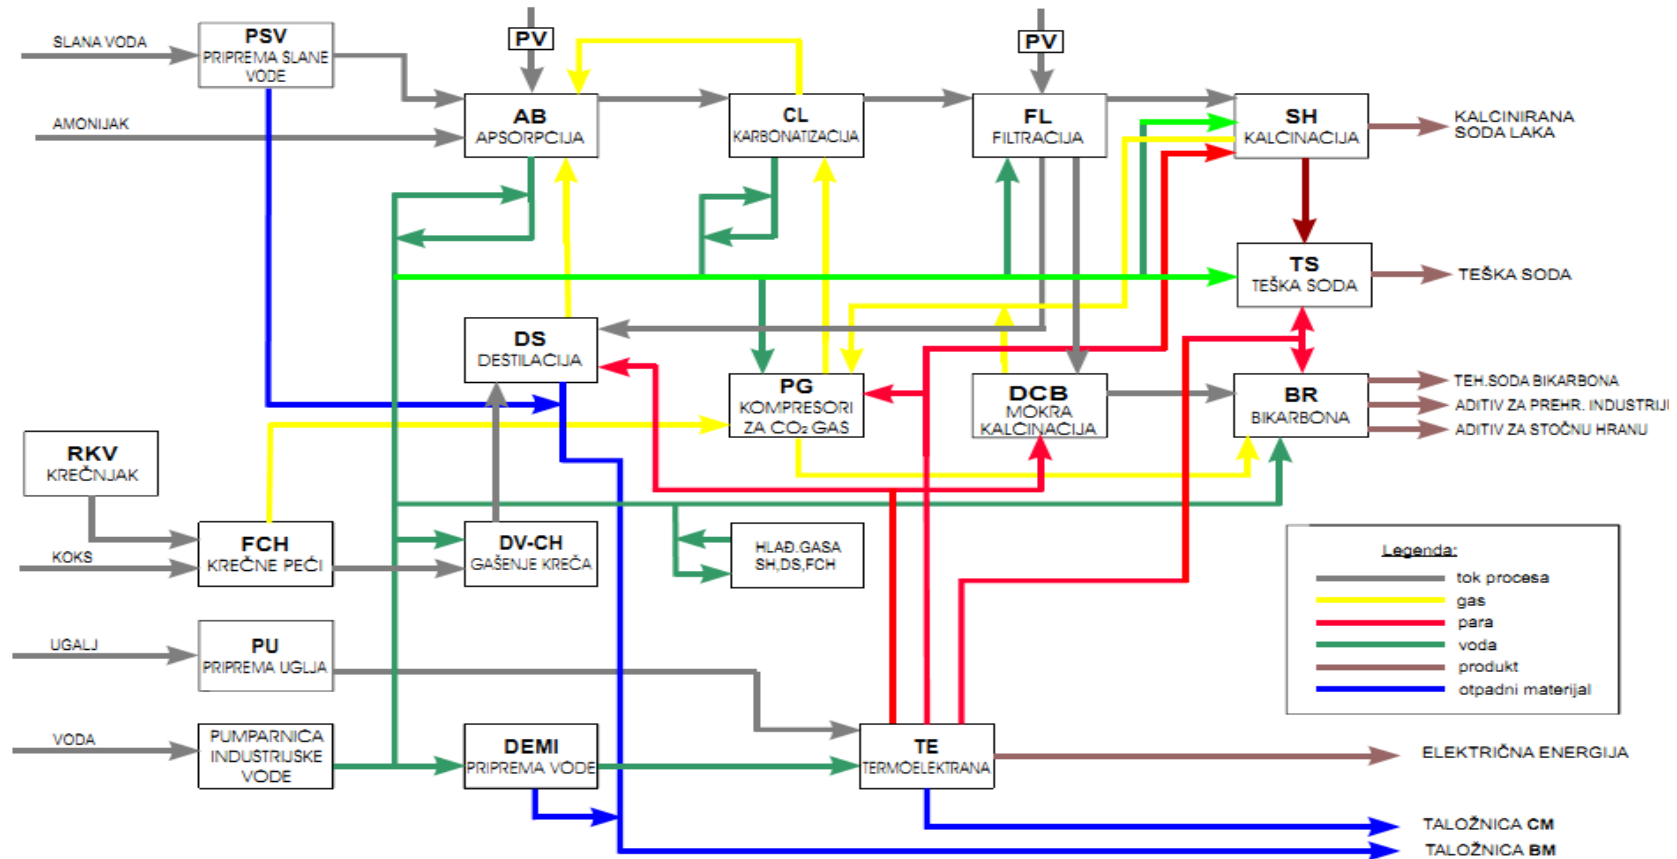 SLANA VODA
PSV
PRIPREMA SLANE
VODE
PV
PV
AMONIJAK
AB
APSORPCIJA
CL
KARBONATIZACIJA
FL
FILTRACIJA
SH
KALCINACIJA
KALCINIRANA
SODA LAKA
TS
TEŠKA SODA
TEŠKA SODA
DS
DESTILACIJA
PG
KOMPRESORI
ZA CO₂ GAS
DCB
MOKRA
KALCINACIJA
BR
BIKARBONA
TEH.SODA BIKARBONA
ADITIV ZA PREHR. INDUSTRIJU
ADITIV ZA STOČNU HRANU
RKV
KREČNJAK
KOKS
FCH
KREČNE PEĆI
DV-CH
GAŠENJE KREČA
HLAĐ.GASA
SH,DS,FCH
Legenda:
tok procesa
gas
para
voda
produkt
otpadni materijal
UGALJ
PU
PRIPREMA UGLJA
VODA
PUMPARNICA
INDUSTRIJSKE
VODE
DEMI
PRIPREMA VODE
TE
TERMOELEKTRANA
ELEKTRIČNA ENERGIJA
TALOŽNICA CM
TALOŽNICA BM